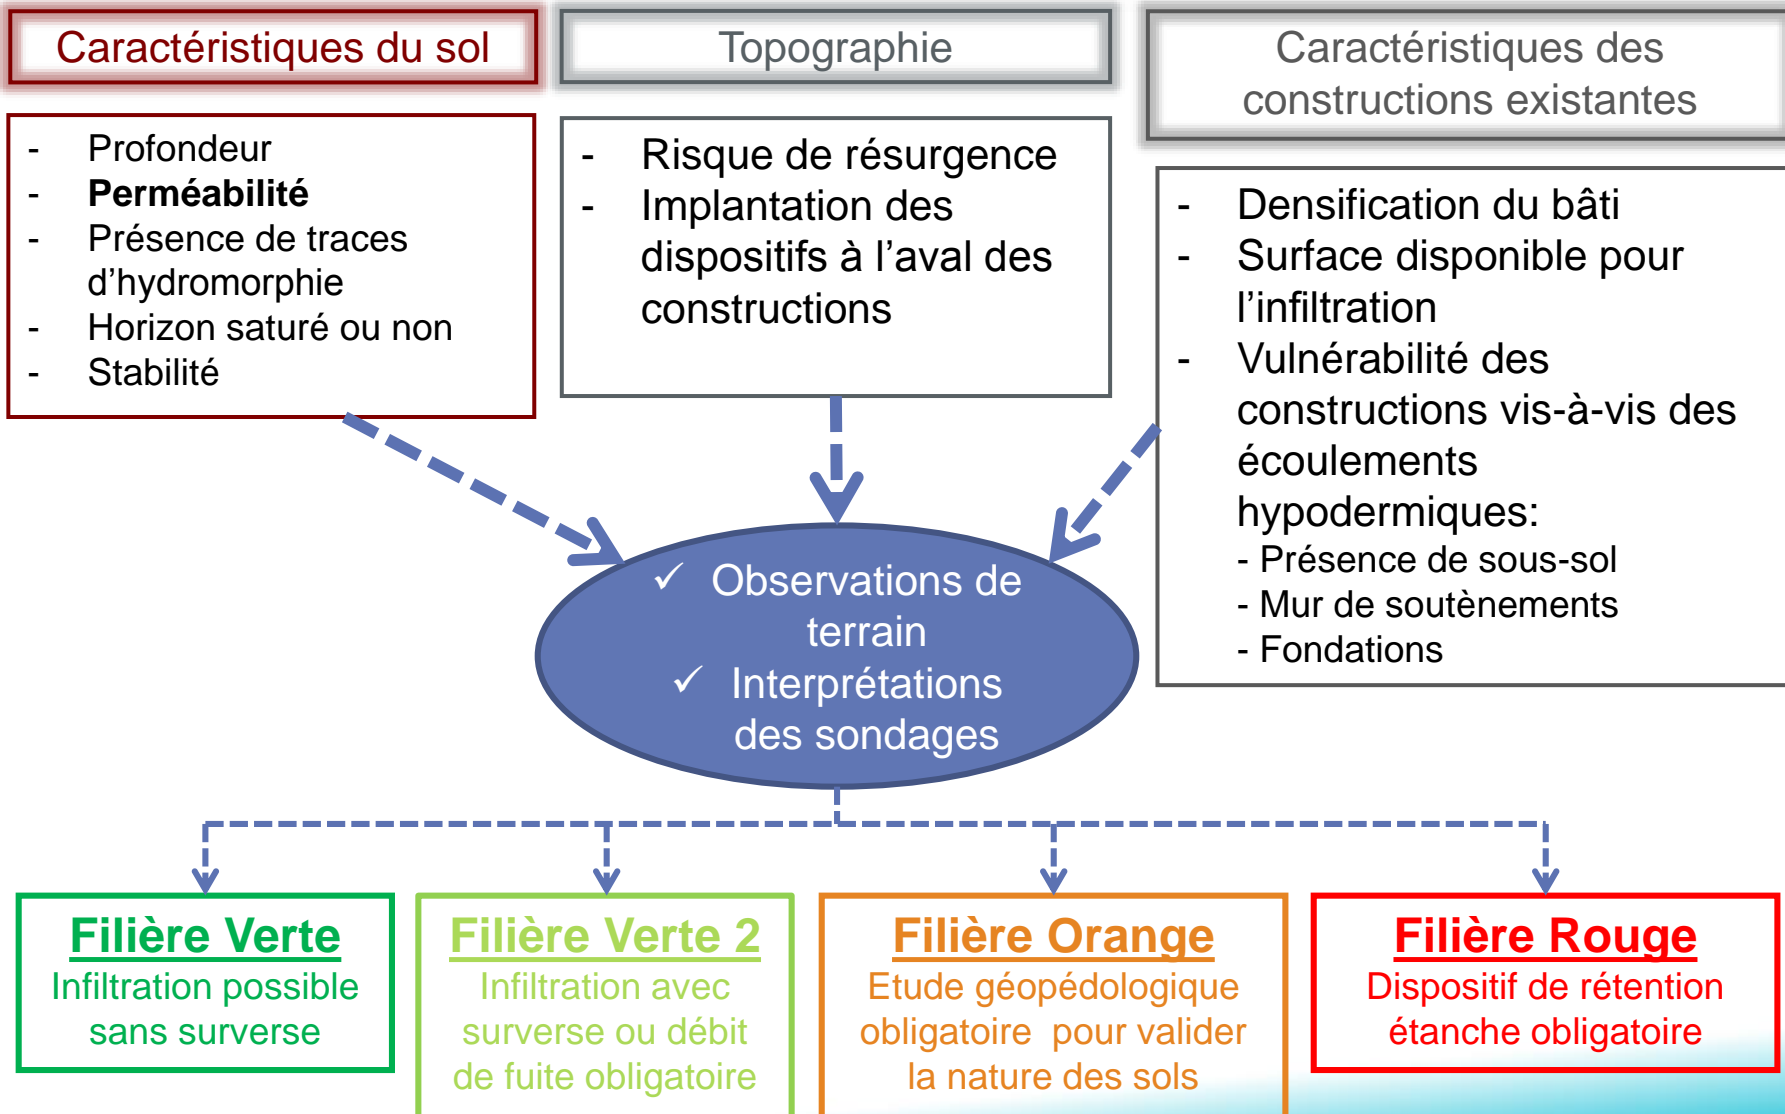 Caractéristiques du sol
- Profondeur
- Perméabilité
- Présence de traces
d'hydromorphie
- Horizon saturé ou non
- Stabilité
Topographie
- Risque de résurgence
- Implantation des
dispositifs à l'aval des
constructions
Caractéristiques des
constructions existantes
- Densification du bâti
- Surface disponible pour
l'infiltration
- Vulnérabilité des
constructions vis-à-vis des
écoulements
hypodermiques:
- Présence de sous-sol
- Mur de soutènements
- Fondations
✓ Observations de
terrain
✓ Interprétations
des sondages
Filière Verte
Infiltration possible
sans surverse
Filière Verte 2
Infiltration avec
surverse ou débit
de fuite obligatoire
Filière Orange
Etude géopédologique
obligatoire pour valider
la nature des sols
Filière Rouge
Dispositif de rétention
étanche obligatoire